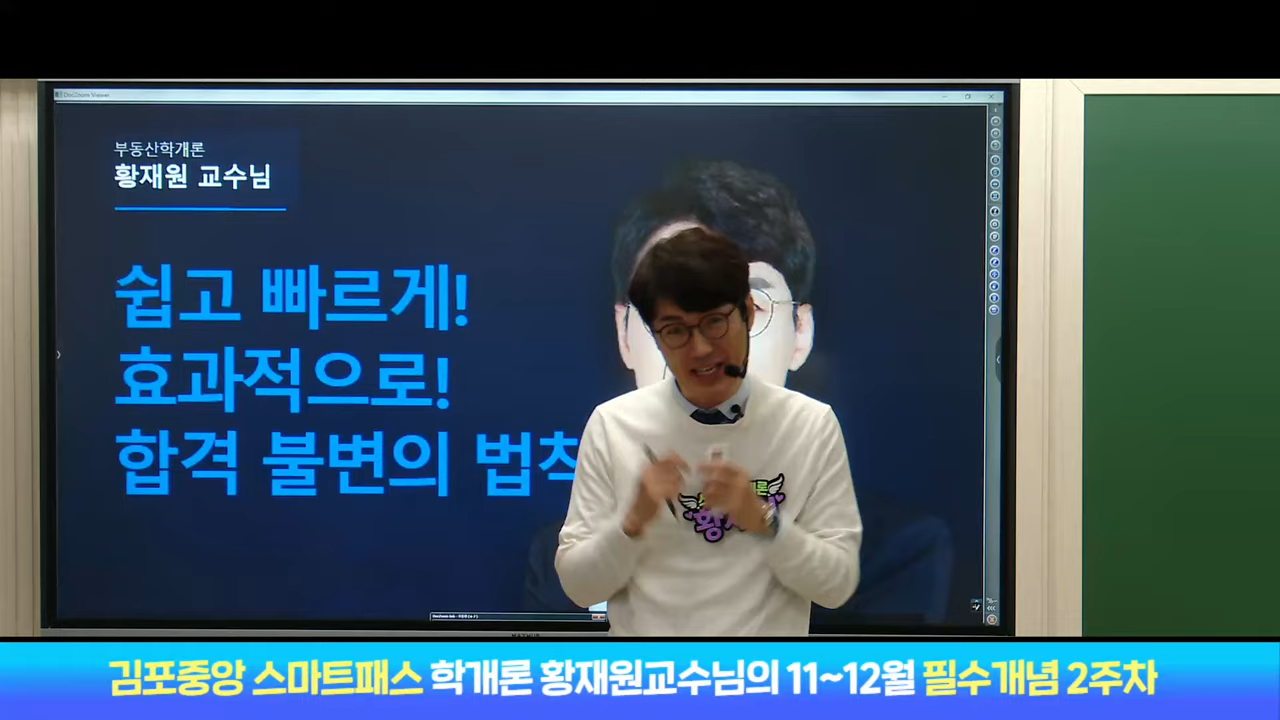 DocZoom Viewer
부동산학개론
황재원 교수님
쉽고 빠르게!
효과적으로!
합격 불변의 법칙
김포중앙 스마트패스 학개론 황재원교수님의 11~12월 필수개념 2주차